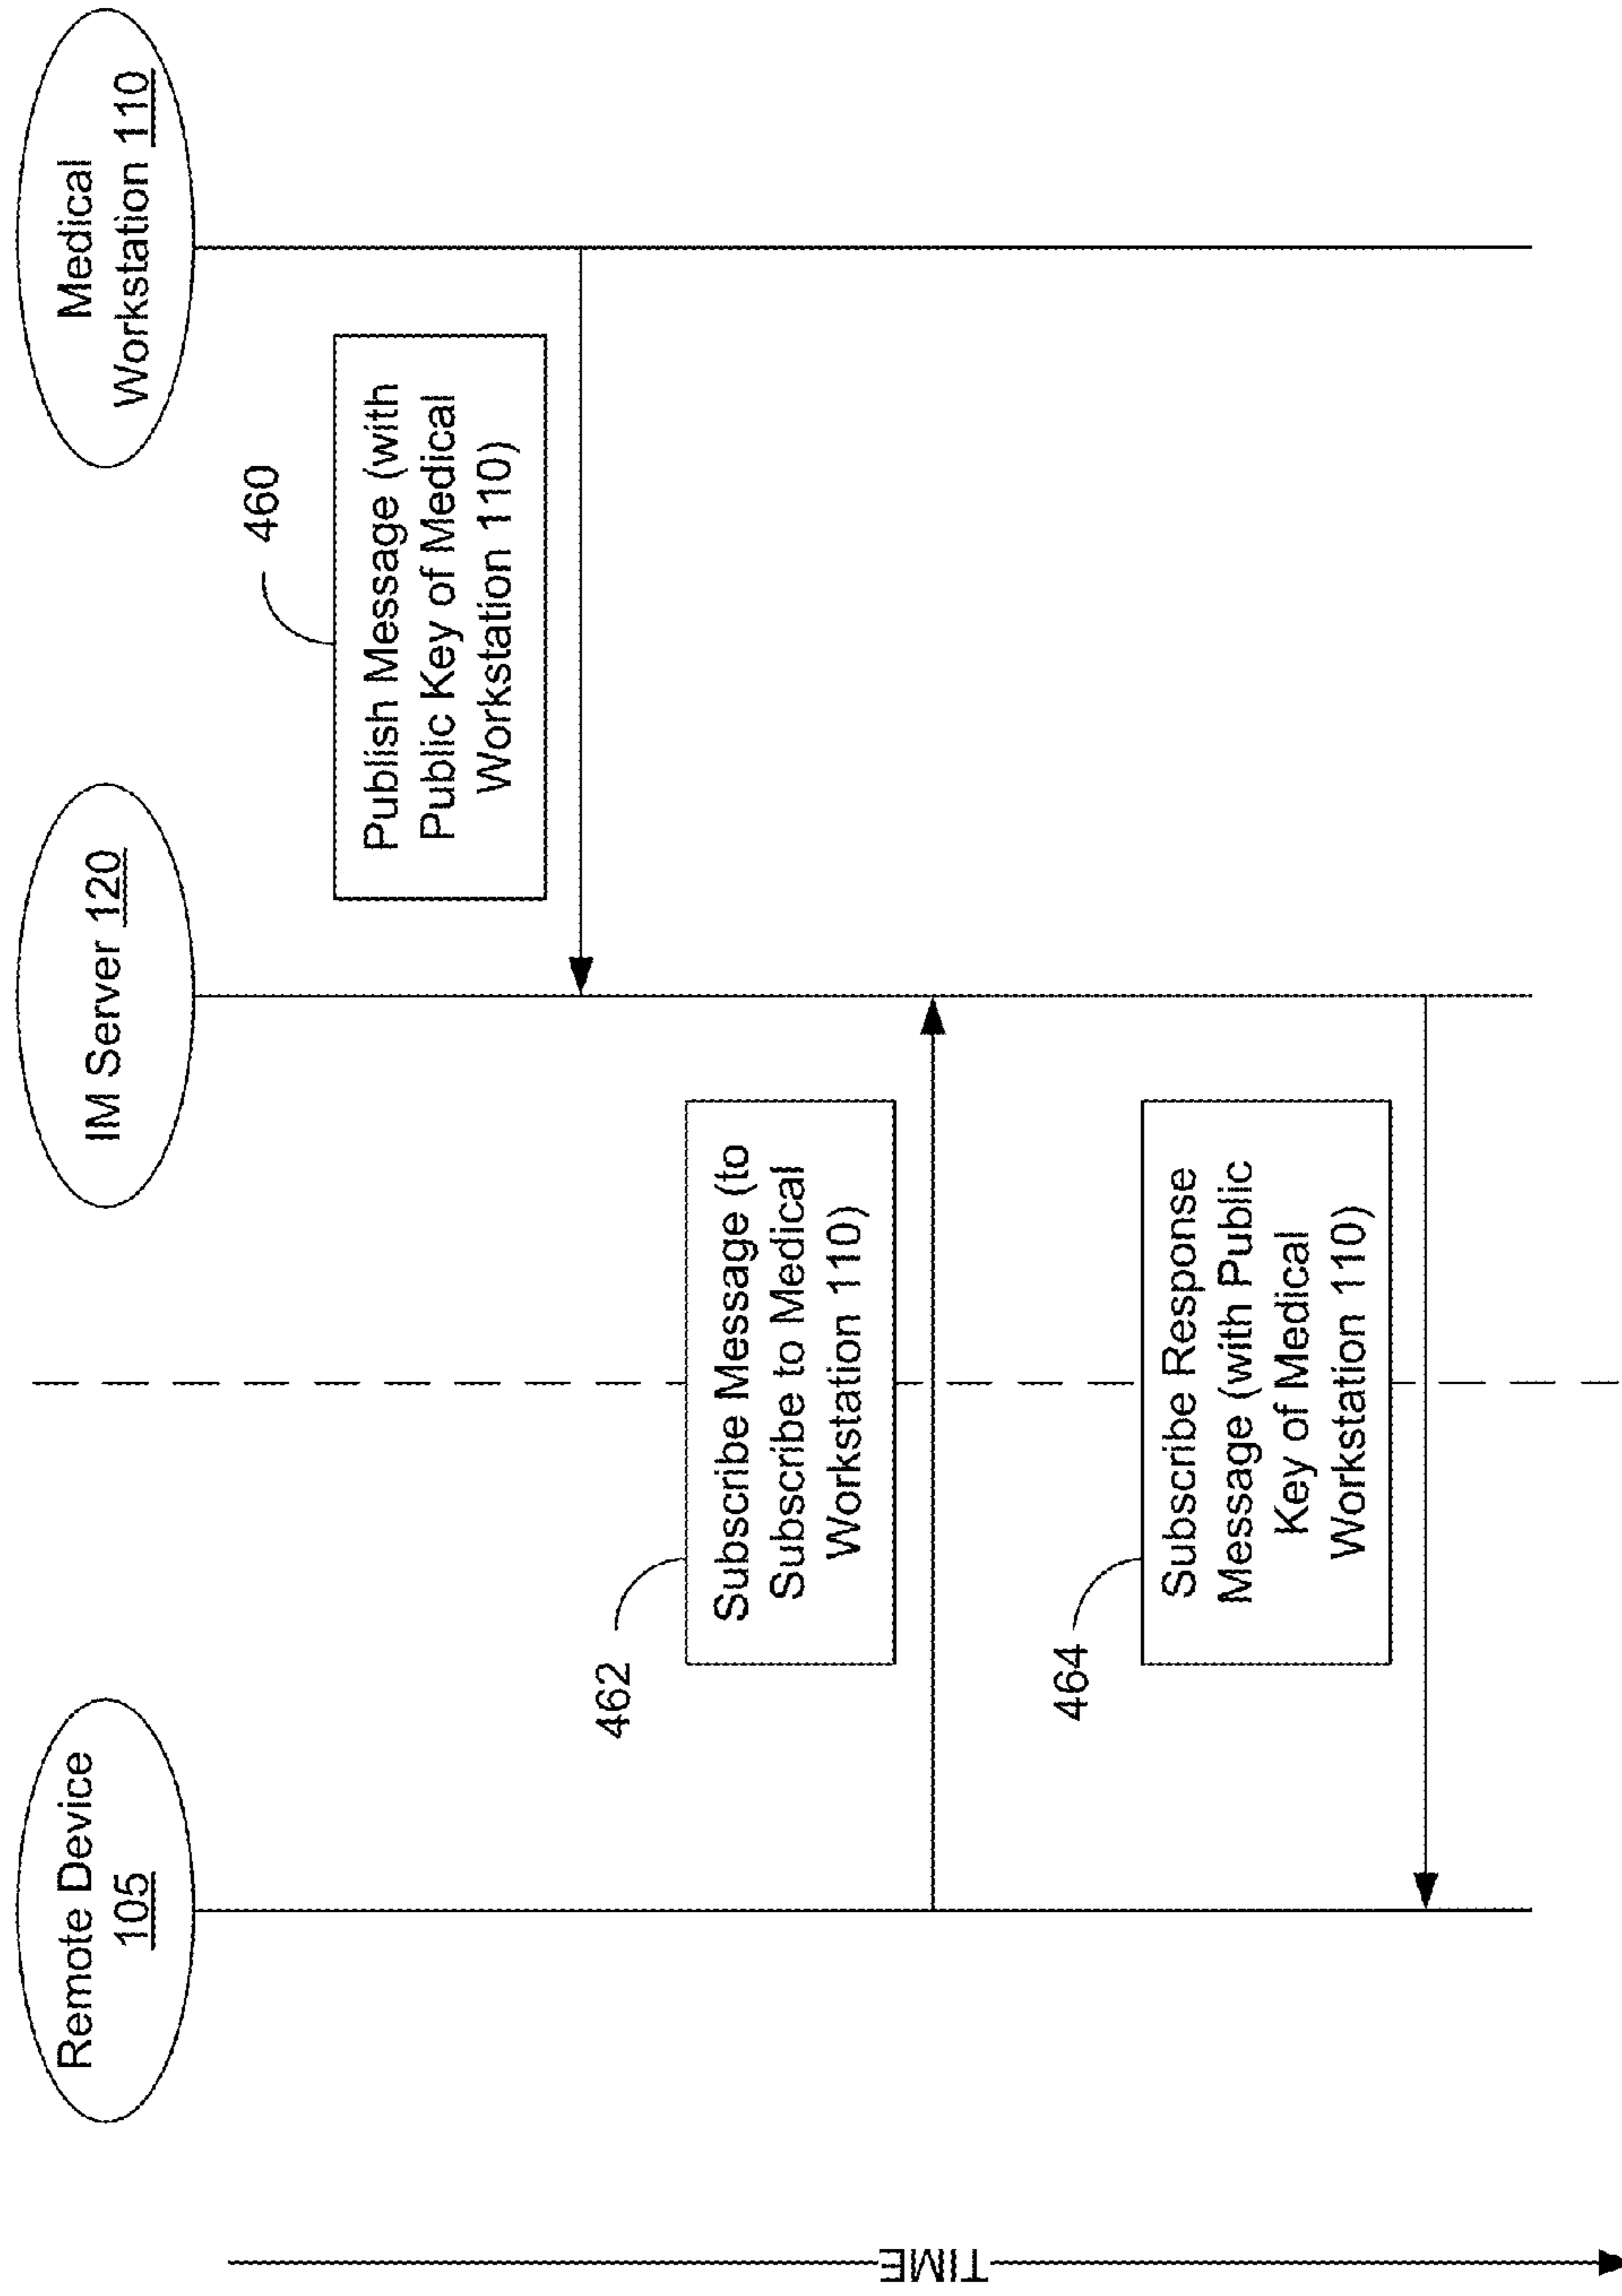 Remote Device
105
IM Server 120
Medical
Workstation 110
460
Publish Message (with
Public Key of Medical
Workstation 110)
462
Subscribe Message (to
Subscribe to Medical
Workstation 110)
464
Subscribe Response
Message (with Public
Key of Medical
Workstation 110)
TIME